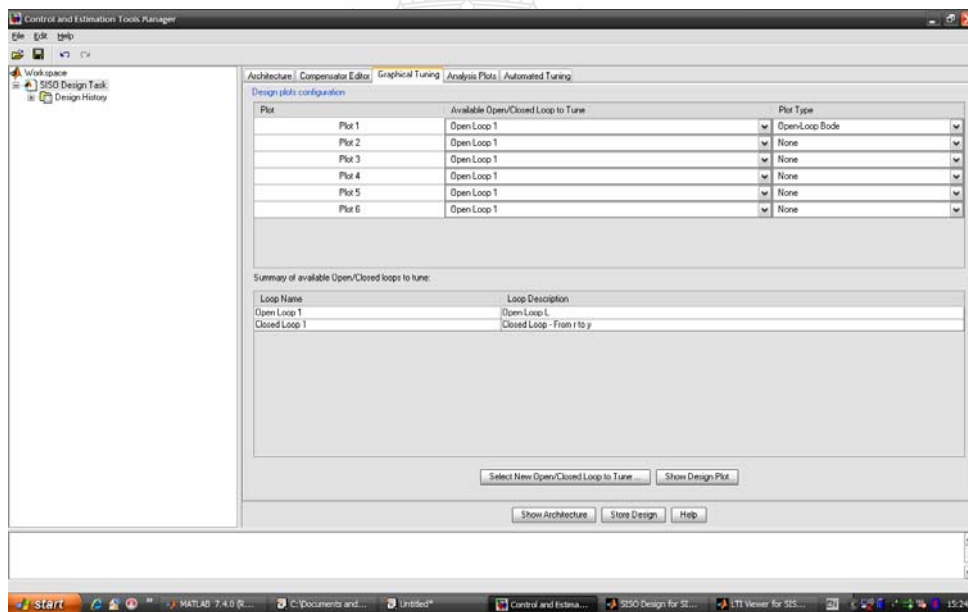 Control and Estimation Tools Manager
File Edit Help
Workspace
SISO Design Task
Design History
Architecture Compensator Editor Graphical Tuning Analysis Plots Automated Tuning
Design plots configuration
Plot Available Open/Closed Loop to Tune Plot Type
Plot 1 Open Loop 1 Open-Loop Bode
Plot 2 Open Loop 1 None
Plot 3 Open Loop 1 None
Plot 4 Open Loop 1 None
Plot 5 Open Loop 1 None
Plot 6 Open Loop 1 None
Summary of available Open/Closed loops to tune:
Loop Name Loop Description
Open Loop 1 Open Loop L
Closed Loop 1 Closed Loop - From r to y
Select New Open/Closed Loop to Tune ... Show Design Plot
Show Architecture Store Design Help
start MATLAB 7.4.0 (R... C:\Documents and... Untitled* Control and Estima... SISO Design for SI... LTI Viewer for SIS...